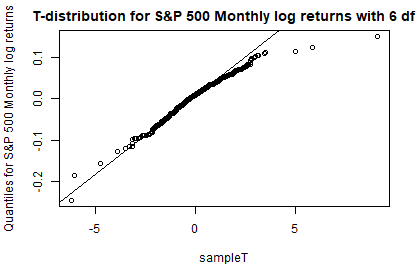 T-distribution for S&P 500 Monthly log returns with 6 df
Quantiles for S&P 500 Monthly log returns
0.1
0.0
-0.1
-0.2
-5
0
5
sampleT